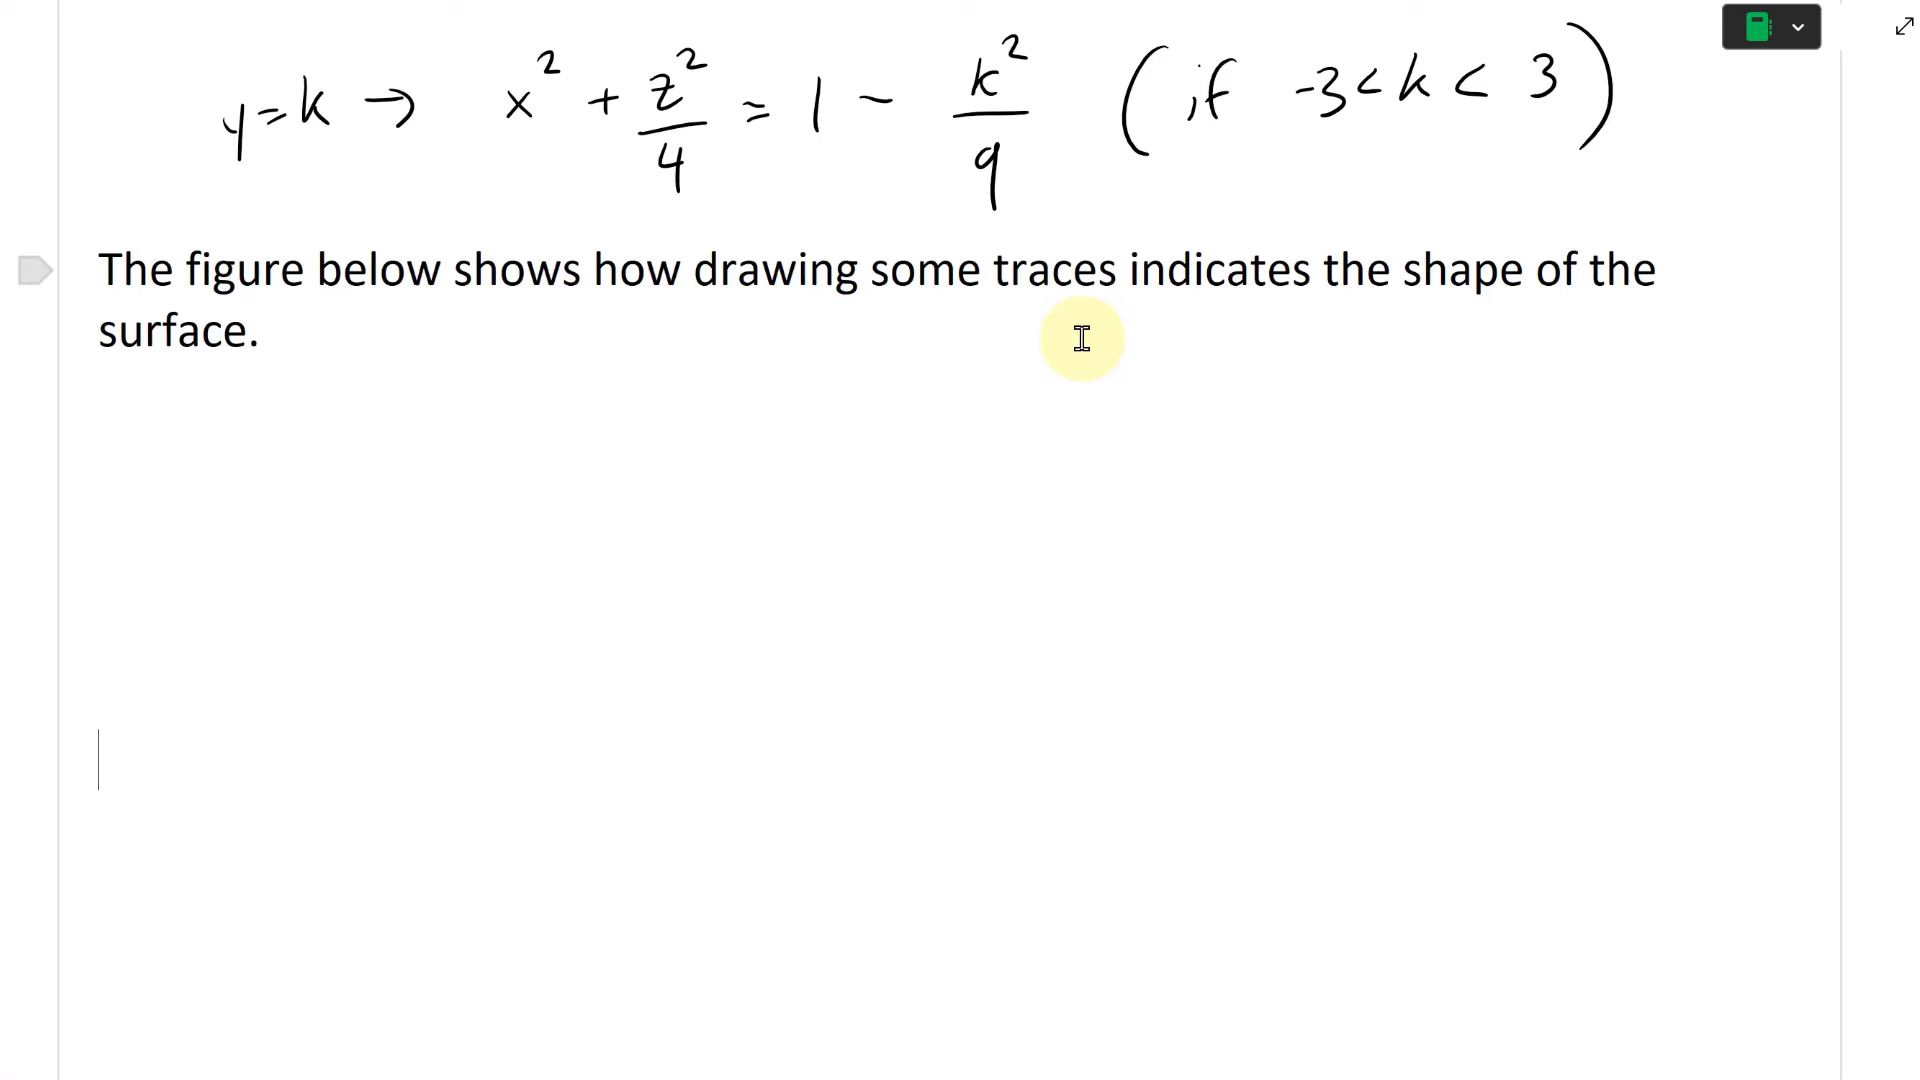 y=k → x² + z²/4 = 1 - k²/9 (if -3<k<3)
The figure below shows how drawing some traces indicates the shape of the
surface.